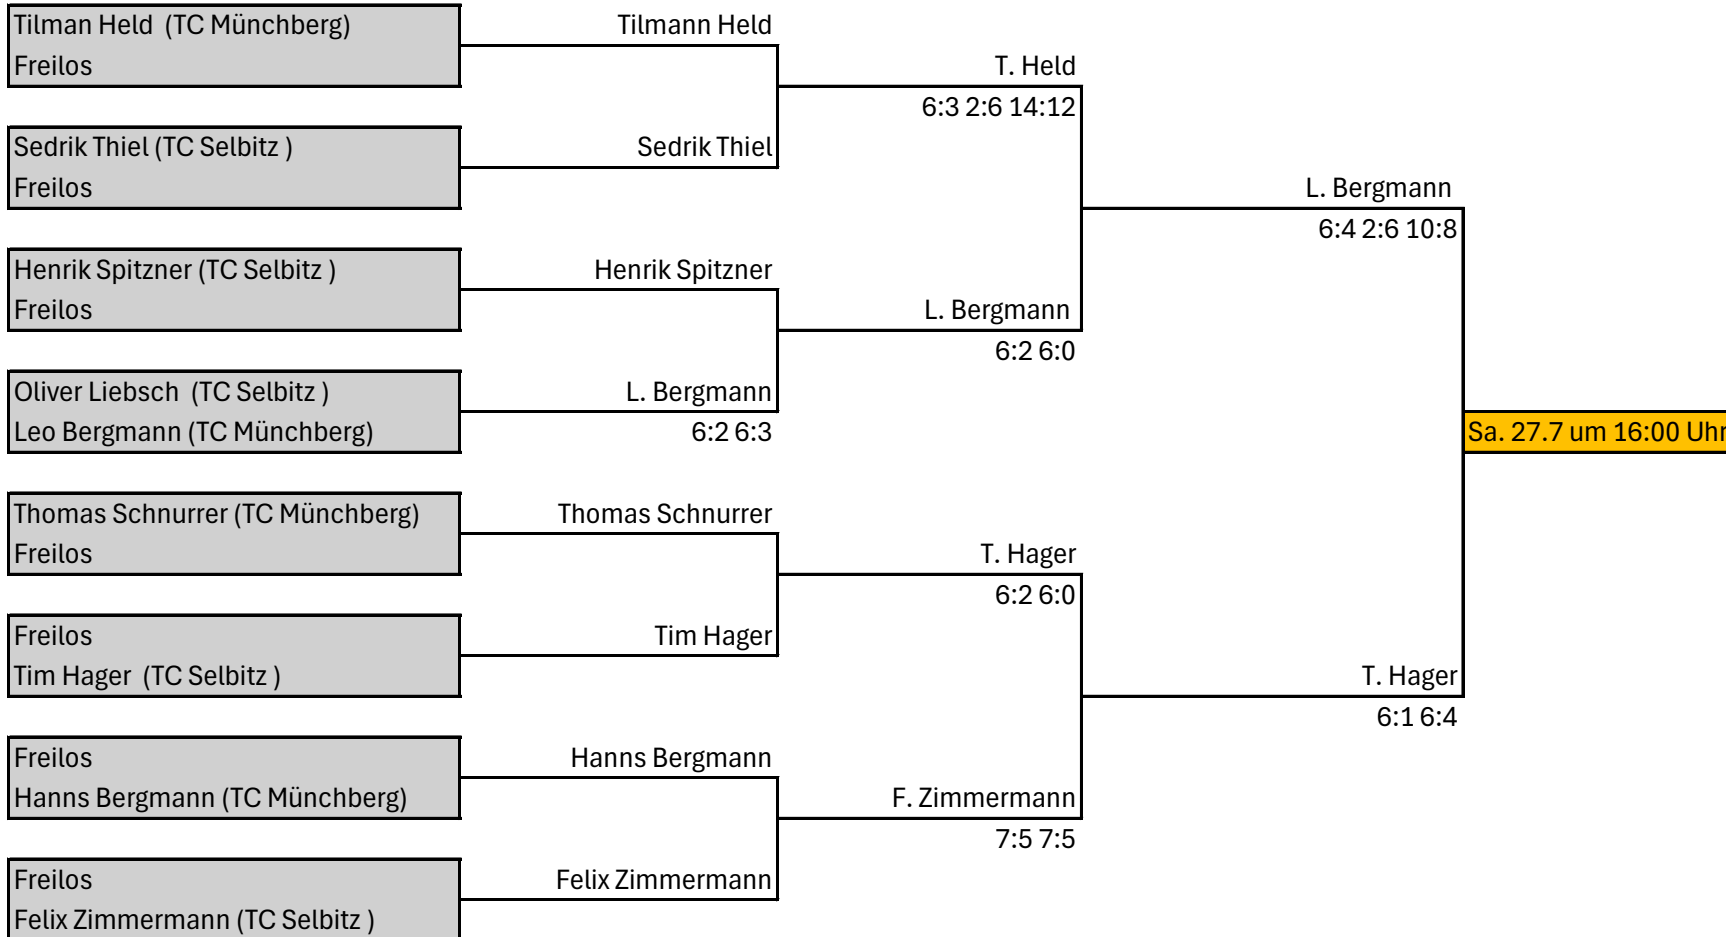 Tilman Held  (TC Münchberg)
Freilos
Sedrik Thiel (TC Selbitz )
Freilos
Henrik Spitzner (TC Selbitz )
Freilos
Oliver Liebsch  (TC Selbitz )
Leo Bergmann (TC Münchberg)
Thomas Schnurrer (TC Münchberg)
Freilos
Freilos
Tim Hager  (TC Selbitz )
Freilos
Hanns Bergmann (TC Münchberg)
Freilos
Felix Zimmermann (TC Selbitz )
Tilmann Held
Sedrik Thiel
Henrik Spitzner
L. Bergmann
6:2 6:3
Thomas Schnurrer
Tim Hager
Hanns Bergmann
Felix Zimmermann
T. Held
6:3 2:6 14:12
L. Bergmann
6:2 6:0
T. Hager
6:2 6:0
F. Zimmermann
7:5 7:5
L. Bergmann
6:4 2:6 10:8
T. Hager
6:1 6:4
Sa. 27.7 um 16:00 Uhr